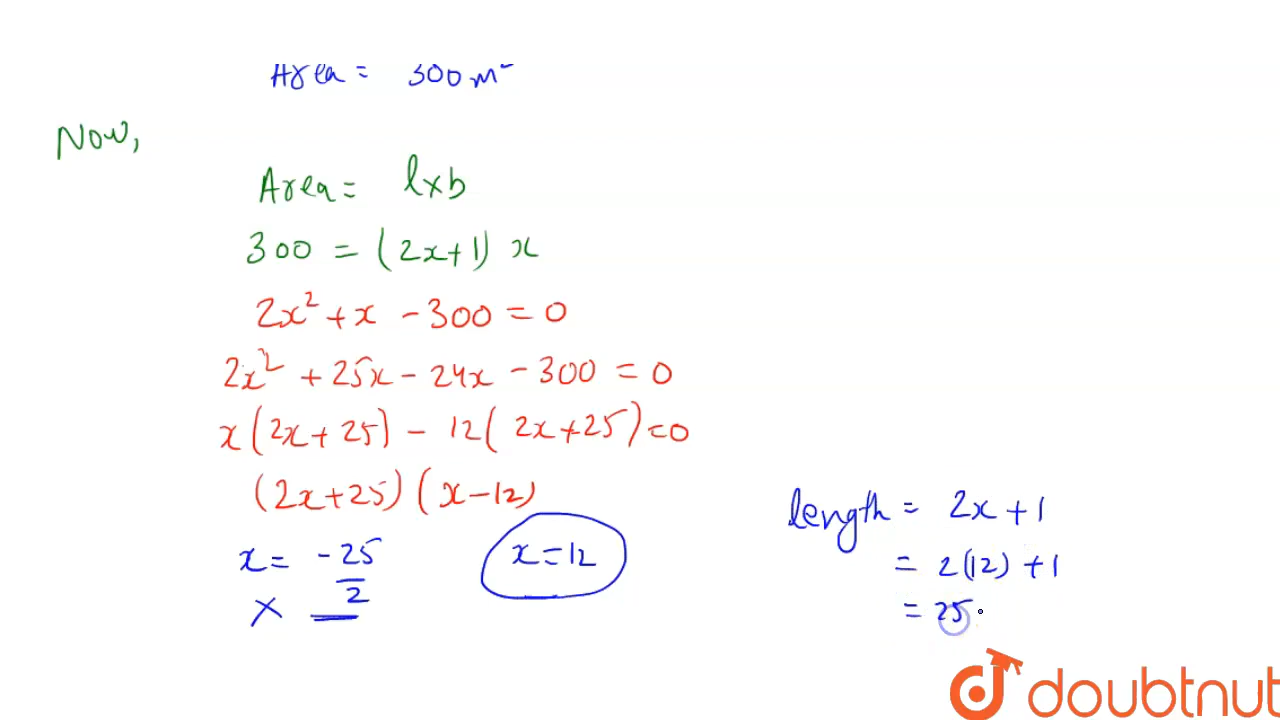 Area = 300 m²
Now,
Area = l×b
300 = (2x+1) x
2x² + x - 300 = 0
2x² + 25x - 24x - 300 = 0
x(2x+25) - 12(2x+25) = 0
(2x+25) (x-12)
x = -25/2
x = 12
×
length = 2x+1
= 2(12) + 1
= 25
doubtnut